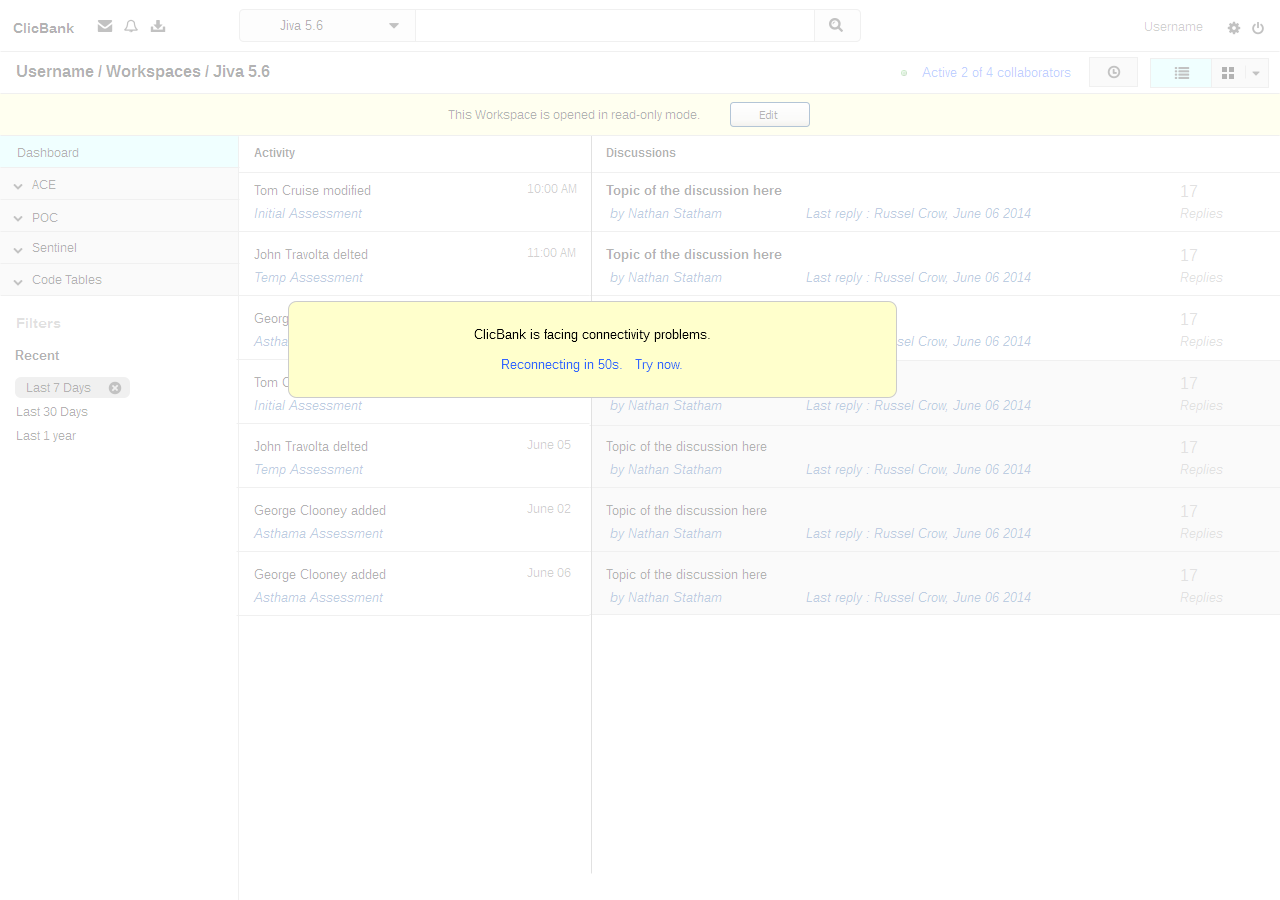 ClicBank
Jiva 5.6
Username
Username / Workspaces / Jiva 5.6
Active 2 of 4 collaborators
This Workspace is opened in read-only mode.
Edit
Dashboard
ACE
POC
Sentinel
Code Tables
Filters
Recent
Last 7 Days
Last 30 Days
Last 1 year
Activity
Tom Cruise modified
10:00 AM
Initial Assessment
John Travolta delted
11:00 AM
Temp Assessment
Georg
Astha
Tom C
Initial Assessment
John Travolta delted
June 05
Temp Assessment
George Clooney added
June 02
Asthama Assessment
George Clooney added
June 06
Asthama Assessment
Discussions
Topic of the discussion here
17
by Nathan Statham
Last reply : Russel Crow, June 06 2014
Replies
Topic of the discussion here
17
by Nathan Statham
Last reply : Russel Crow, June 06 2014
Replies
17
sel Crow, June 06 2014
Replies
17
by Nathan Statham
Last reply : Russel Crow, June 06 2014
Replies
Topic of the discussion here
17
by Nathan Statham
Last reply : Russel Crow, June 06 2014
Replies
Topic of the discussion here
17
by Nathan Statham
Last reply : Russel Crow, June 06 2014
Replies
Topic of the discussion here
17
by Nathan Statham
Last reply : Russel Crow, June 06 2014
Replies
ClicBank is facing connectivity problems.
Reconnecting in 50s. Try now.